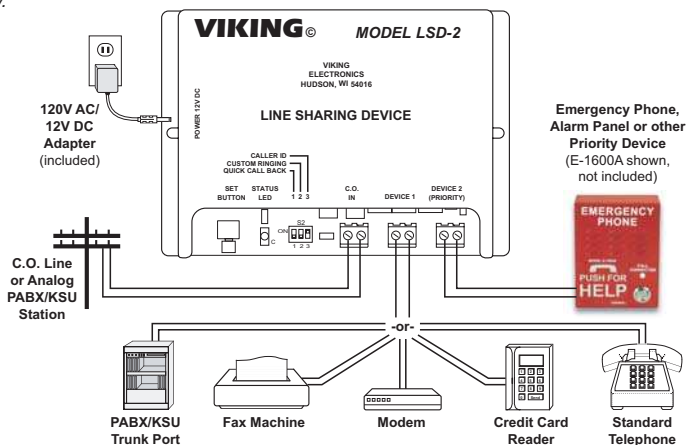 y.
VIKING©
MODEL LSD-2
VIKING
ELECTRONICS
HUDSON, WI 54016
LINE SHARING DEVICE
POWER 12V DC
120V AC/
12V DC
Adapter
(included)
Emergency Phone,
Alarm Panel or other
Priority Device
(E-1600A shown,
not included)
CALLER ID
CUSTOM RINGING
QUICK CALL BACK
1 2 3
SET
BUTTON
STATUS
LED
C.O.
IN
DEVICE 1
DEVICE 2
(PRIORITY)
S2
ON
1 2 3
C
EMERGENCY
PHONE
PUSH FOR
HELP
C.O. Line
or Analog
PABX/KSU
Station
-or-
PABX/KSU
Trunk Port
Fax Machine
Modem
Credit Card
Reader
Standard
Telephone